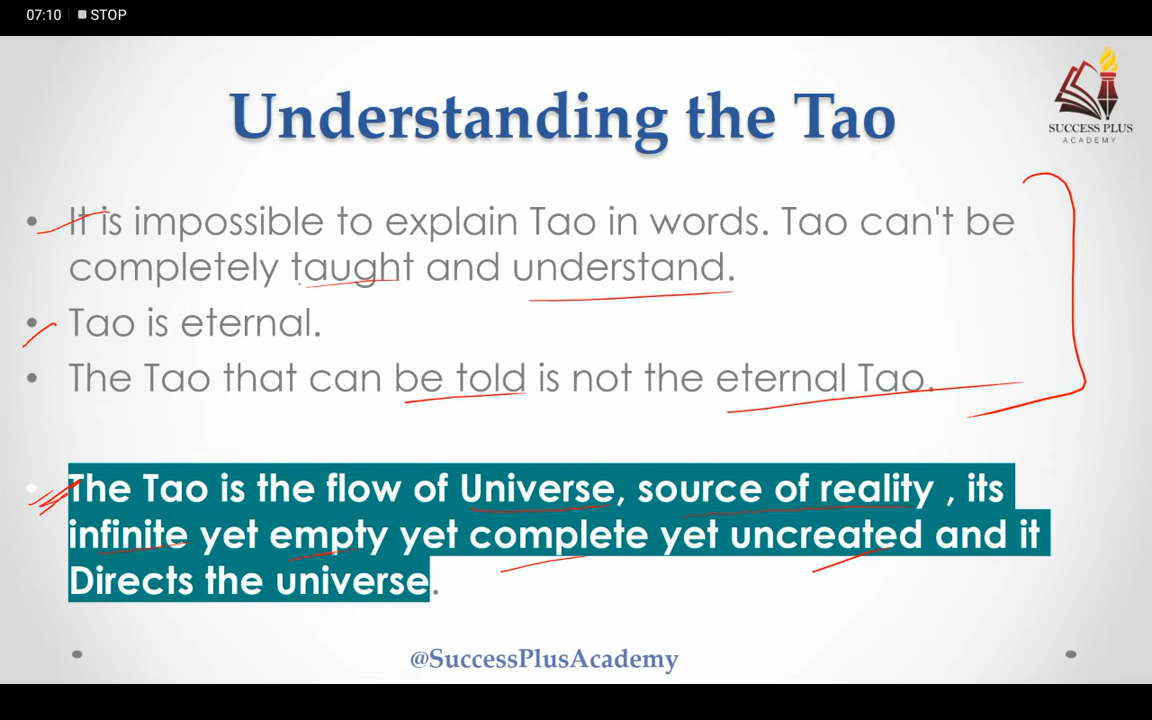 07:10 STOP
Understanding the Tao
SUCCESS PLUS
ACADEMY
• It is impossible to explain Tao in words. Tao can't be
completely taught and understand.
• Tao is eternal.
• The Tao that can be told is not the eternal Tao.
• The Tao is the flow of Universe, source of reality , its
infinite yet empty yet complete yet uncreated and it
Directs the universe.
@SuccessPlusAcademy